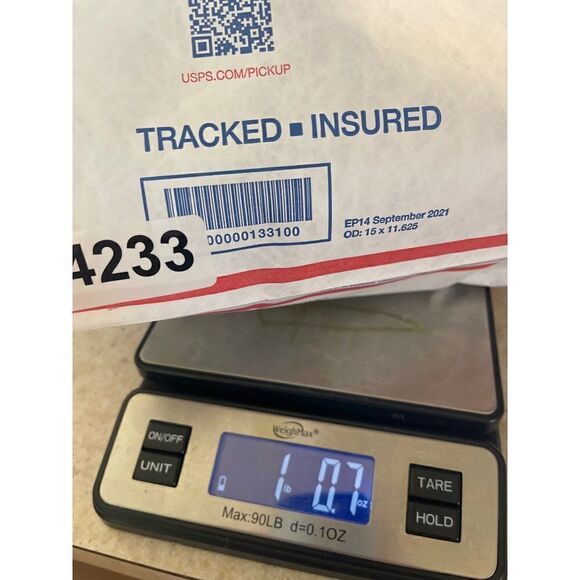 USPS.COM/PICKUP
TRACKED ▪ INSURED
00000133100
EP14 September 2021
OD: 15 x 11.625
4233
WeighMax®
ON/OFF
UNIT
1 lb 0.7 oz
TARE
HOLD
Max:90LB d=0.1OZ